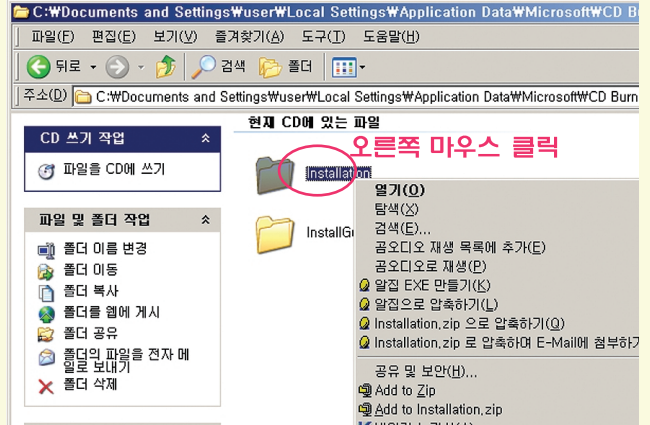 C:₩Documents and Settings₩user₩Local Settings₩Application Data₩Microsoft₩CD Bu
파일(F) 편집(E) 보기(V) 즐겨찾기(A) 도구(T) 도움말(H)
뒤로 검색 폴더
주소(D) C:₩Documents and Settings₩user₩Local Settings₩Application Data₩Microsoft₩CD Burn
현재 CD에 있는 파일
CD 쓰기 작업
파일을 CD에 쓰기
오른쪽 마우스 클릭
Installation
InstallGu
파일 및 폴더 작업
폴더 이름 변경
폴더 이동
폴더 복사
폴더를 웹에 게시
폴더 공유
폴더의 파일을 전자 메
일로 보내기
폴더 삭제
열기(O)
탐색(X)
검색(E)...
곰오디오 재생 목록에 추가(E)
곰오디오로 재생(P)
알집 EXE 만들기(K)
알집으로 압축하기(L)
Installation.zip 으로 압축하기(Q)
Installation.zip 로 압축하며 E-Mail에 첨부하기
공유 및 보안(H)...
Add to Zip
Add to Installation.zip